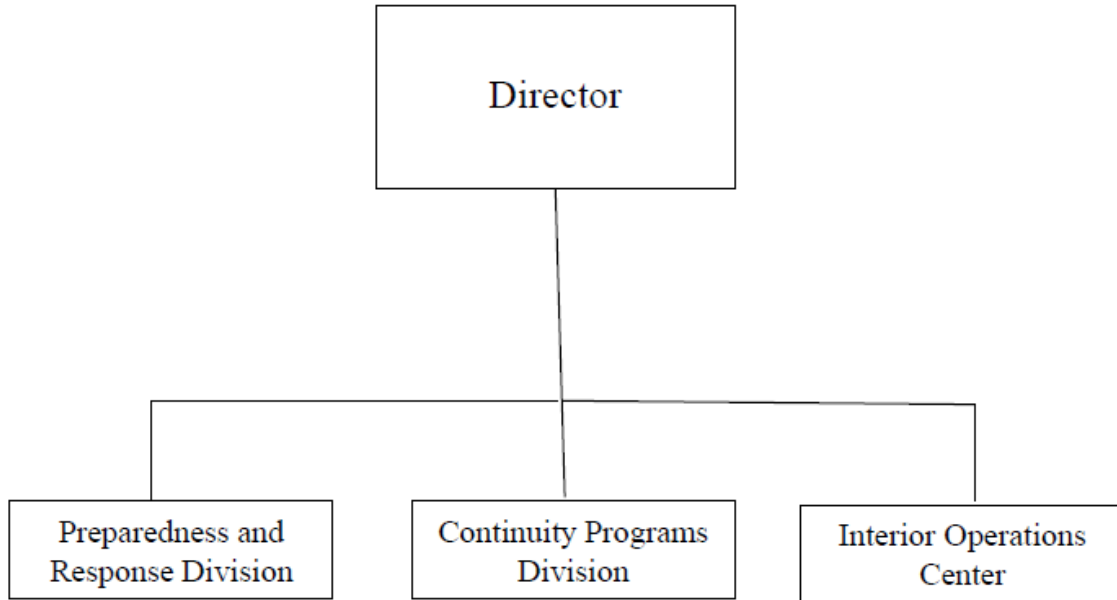 Director
Preparedness and
Response Division
Continuity Programs
Division
Interior Operations
Center